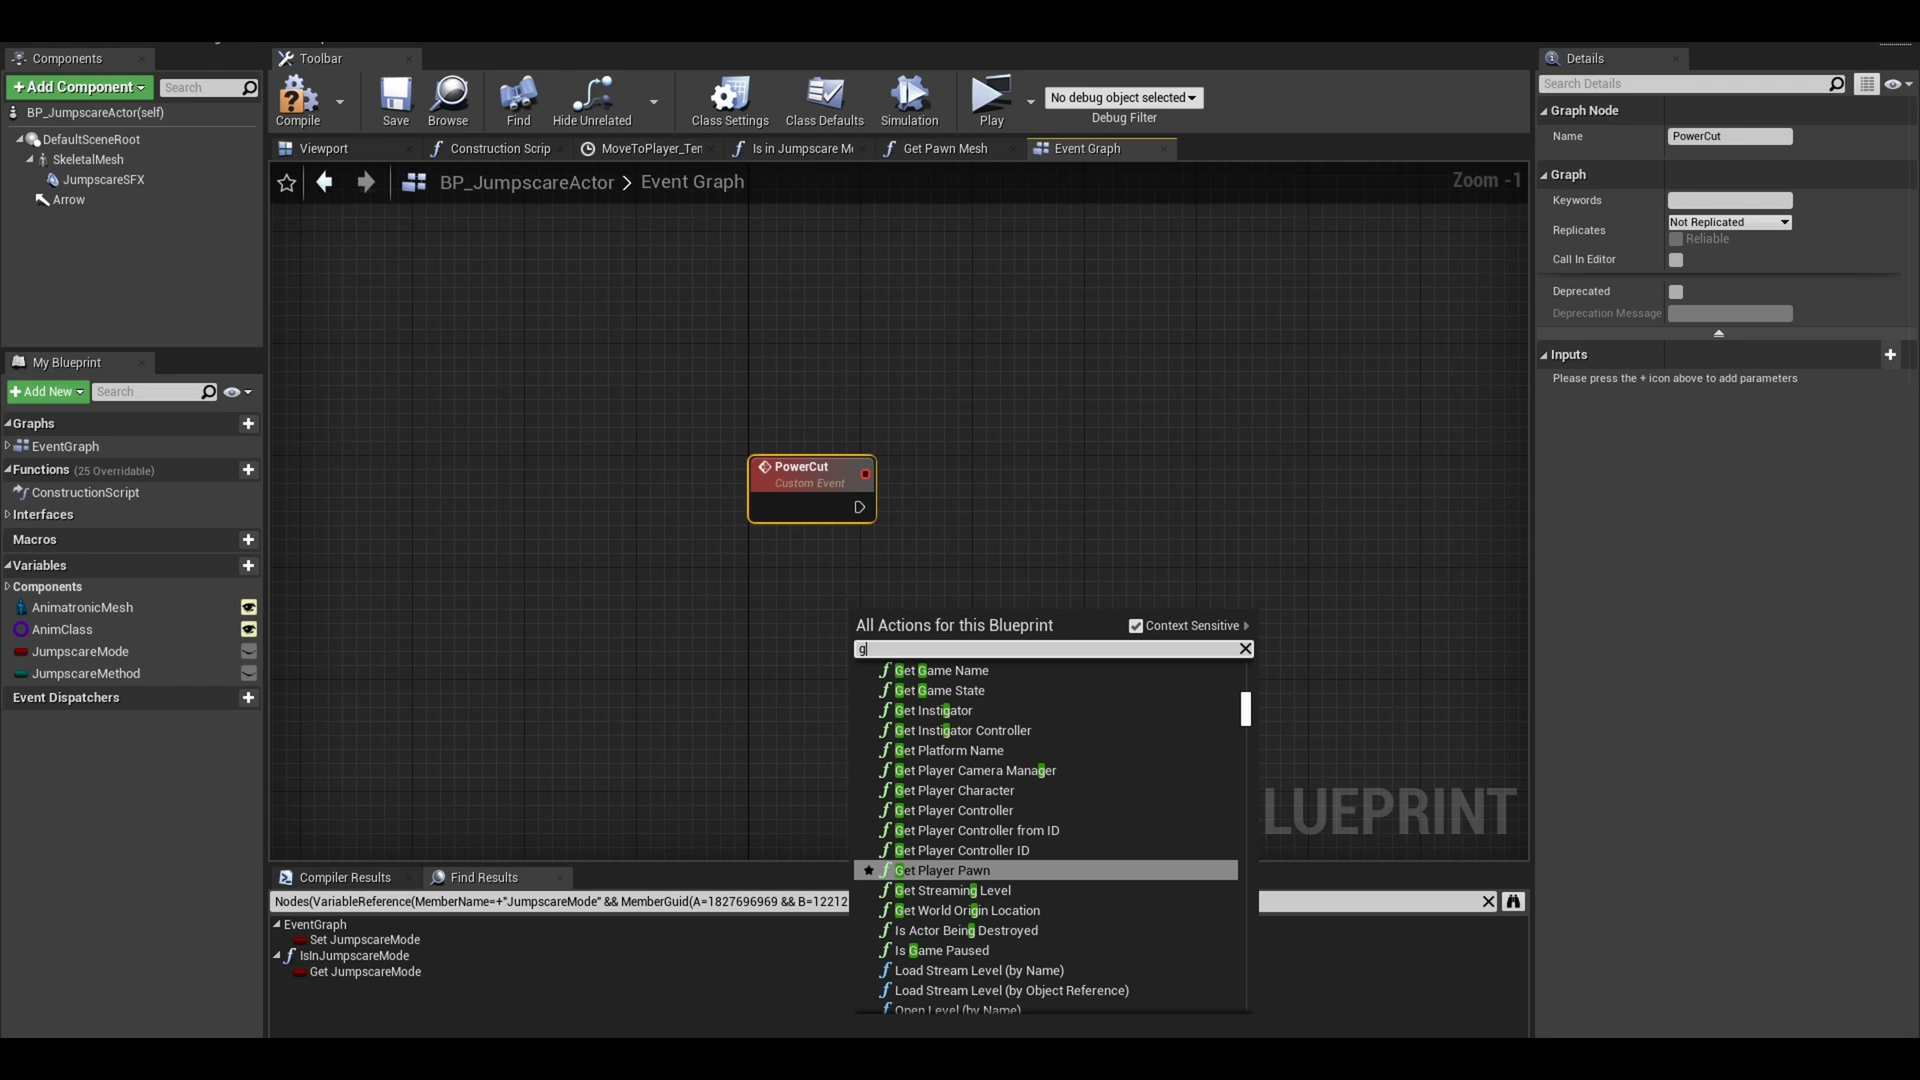 Components
Toolbar
Details
Add Component
Search
Compile
Save
Browse
Find
Hide Unrelated
Class Settings
Class Defaults
Simulation
Play
No debug object selected
Debug Filter
Search Details
BP_JumpscareActor(self)
DefaultSceneRoot
SkeletalMesh
JumpscareSFX
Arrow
Viewport
Construction Scrip
MoveToPlayer_Ter
Is in Jumpscare M
Get Pawn Mesh
Event Graph
BP_JumpscareActor > Event Graph
Zoom -1
Graph Node
Name
PowerCut
Graph
Keywords
Replicates
Not Replicated
Reliable
Call In Editor
Deprecated
Deprecation Message
Inputs
Please press the + icon above to add parameters
My Blueprint
Add New
Search
Graphs
EventGraph
Functions (25 Overridable)
ConstructionScript
Interfaces
Macros
Variables
Components
AnimatronicMesh
AnimClass
JumpscareMode
JumpscareMethod
Event Dispatchers
PowerCut
Custom Event
All Actions for this Blueprint
Context Sensitive
g
Get Game Name
Get Game State
Get Instigator
Get Instigator Controller
Get Platform Name
Get Player Camera Manager
Get Player Character
Get Player Controller
Get Player Controller from ID
Get Player Controller ID
Get Player Pawn
Get Streaming Level
Get World Origin Location
Is Actor Being Destroyed
Is Game Paused
Load Stream Level (by Name)
Load Stream Level (by Object Reference)
Open Level (by Name)
LUEPRINT
Compiler Results
Find Results
Nodes(VariableReference(MemberName=+"JumpscareMode" && MemberGuid(A=1827696969 && B=12212
EventGraph
Set JumpscareMode
IsInJumpscareMode
Get JumpscareMode